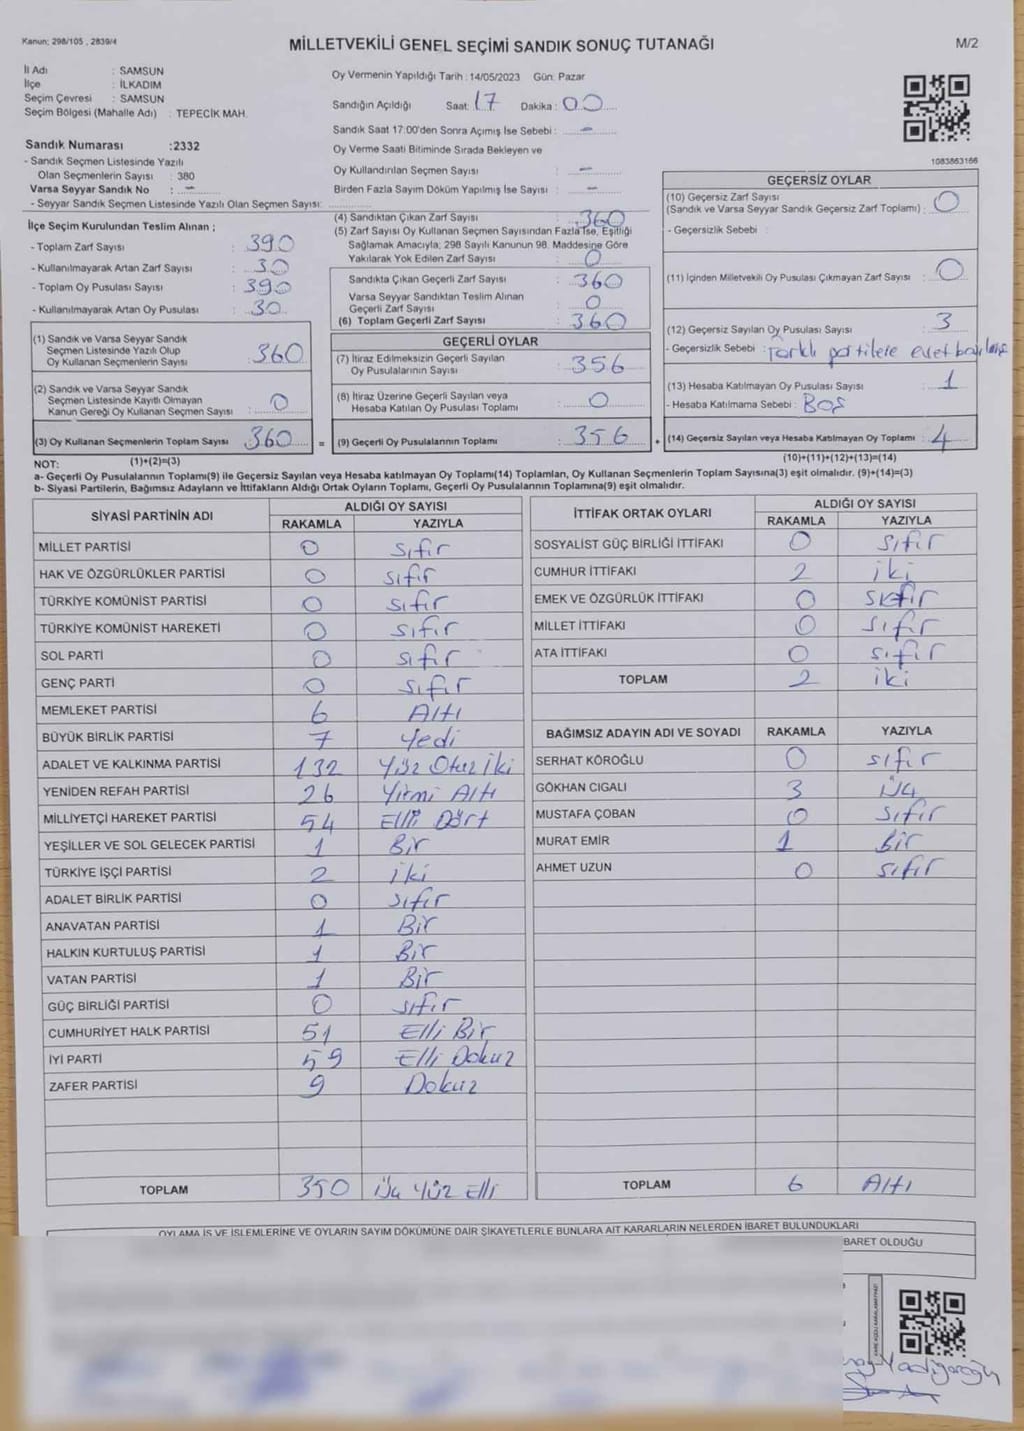 Kanun: 298/105 , 2839/4
MİLLETVEKİLİ GENEL SEÇİMİ SANDIK SONUÇ TUTANAĞI
M/2
İl Adı : SAMSUN
İlçe : İLKADIM
Seçim Çevresi : SAMSUN
Seçim Bölgesi (Mahalle Adı) : TEPECİK MAH.
Sandık Numarası :2332
- Sandık Seçmen Listesinde Yazılı
Olan Seçmenlerin Sayısı : 380
Varsa Seyyar Sandık No : -
- Seyyar Sandık Seçmen Listesinde Yazılı Olan Seçmen Sayısı:
Oy Vermenin Yapıldığı Tarih :14/05/2023 Gün: Pazar
Sandığın Açıldığı Saat: 17 Dakika : 00
Sandık Saat 17:00'den Sonra Açımış İse Sebebi : -
Oy Verme Saati Bitiminde Sırada Bekleyen ve
Oy Kullandırılan Seçmen Sayısı : -
Birden Fazla Sayım Döküm Yapılmış İse Sayısı : -
1083863166
İlçe Seçim Kurulundan Teslim Alınan ;
- Toplam Zarf Sayısı : 390
- Kullanılmayarak Artan Zarf Sayısı : 30
- Toplam Oy Pusulası Sayısı : 390
- Kullanılmayarak Artan Oy Pusulası : 30
(1) Sandık ve Varsa Seyyar Sandık
Seçmen Listesinde Yazılı Olup
Oy Kullanan Seçmenlerin Sayısı : 360
(2) Sandık ve Varsa Seyyar Sandık
Seçmen Listesinde Kayıtlı Olmayan
Kanun Gereği Oy Kullanan Seçmen Sayısı : 0
(3) Oy Kullanan Seçmenlerin Toplam Sayısı : 360 =
(4) Sandıktan Çıkan Zarf Sayısı : 360
(5) Zarf Sayısı Oy Kullanan Seçmen Sayısından Fazla İse, Eşitliği
Sağlamak Amacıyla; 298 Sayılı Kanunun 98. Maddesine Göre
Yakılarak Yok Edilen Zarf Sayısı : 0
Sandıkta Çıkan Geçerli Zarf Sayısı : 360
Varsa Seyyar Sandıktan Teslim Alınan
Geçerli Zarf Sayısı : 0
(6) Toplam Geçerli Zarf Sayısı : 360
GEÇERLİ OYLAR
(7) İtiraz Edilmeksizin Geçerli Sayılan
Oy Pusulalarının Sayısı : 356
(8) İtiraz Üzerine Geçerli Sayılan veya
Hesaba Katılan Oy Pusulası Toplamı : 0
(9) Geçerli Oy Pusulalarının Toplamı : 356
GEÇERSİZ OYLAR
(10) Geçersiz Zarf Sayısı
(Sandık ve Varsa Seyyar Sandık Geçersiz Zarf Toplamı) : 0
- Geçersizlik Sebebi :
(11) İçinden Milletvekili Oy Pusulası Çıkmayan Zarf Sayısı : 0
(12) Geçersiz Sayılan Oy Pusulası Sayısı : 3
- Geçersizlik Sebebi : Farklı partilere evet
(13) Hesaba Katılmayan Oy Pusulası Sayısı : 1
- Hesaba Katılmama Sebebi : BOŞ
(14) Geçersiz Sayılan veya Hesaba Katılmayan Oy Toplamı : 4
NOT: (1)+(2)=(3)
(10)+(11)+(12)+(13)=(14)
a- Geçerli Oy Pusulalarının Toplamı(9) ile Geçersiz Sayılan veya Hesaba katılmayan Oy Toplamı(14) Toplamları, Oy Kullanan Seçmenlerin Toplam Sayısına(3) eşit olmalıdır. (9)+(14)=(3)
b- Siyasi Partilerin, Bağımsız Adayların ve İttifakların Aldığı Ortak Oyların Toplamı, Geçerli Oy Pusulalarının Toplamına(9) eşit olmalıdır.
SİYASİ PARTİNİN ADI ALDIĞI OY SAYISI
RAKAMLA YAZIYLA
MİLLET PARTİSİ 0 sıfır
HAK VE ÖZGÜRLÜKLER PARTİSİ 0 sıfır
TÜRKİYE KOMÜNİST PARTİSİ 0 sıfır
TÜRKİYE KOMÜNİST HAREKETİ 0 sıfır
SOL PARTİ 0 sıfır
GENÇ PARTİ 0 sıfır
MEMLEKET PARTİSİ 6 Altı
BÜYÜK BİRLİK PARTİSİ 7 Yedi
ADALET VE KALKINMA PARTİSİ 132 Yüz Otuz İki
YENİDEN REFAH PARTİSİ 26 Yirmi Altı
MİLLİYETÇİ HAREKET PARTİSİ 54 Elli Dört
YEŞİLLER VE SOL GELECEK PARTİSİ 1 Bir
TÜRKİYE İŞÇİ PARTİSİ 2 iki
ADALET BİRLİK PARTİSİ 0 sıfır
ANAVATAN PARTİSİ 1 Bir
HALKIN KURTULUŞ PARTİSİ 1 Bir
VATAN PARTİSİ 1 Bir
GÜÇ BİRLİĞİ PARTİSİ 0 sıfır
CUMHURİYET HALK PARTİSİ 51 Elli Bir
İYİ PARTİ 59 Elli Dokuz
ZAFER PARTİSİ 9 Dokuz
TOPLAM 350 Üç Yüz Elli
İTTİFAK ORTAK OYLARI ALDIĞI OY SAYISI
RAKAMLA YAZIYLA
SOSYALİST GÜÇ BİRLİĞİ İTTİFAKI 0 sıfır
CUMHUR İTTİFAKI 2 iki
EMEK VE ÖZGÜRLÜK İTTİFAKI 0 sıfır
MİLLET İTTİFAKI 0 sıfır
ATA İTTİFAKI 0 sıfır
TOPLAM 2 iki
BAĞIMSIZ ADAYIN ADI VE SOYADI RAKAMLA YAZIYLA
SERHAT KÖROĞLU 0 sıfır
GÖKHAN CIGALI 3 üç
MUSTAFA ÇOBAN 0 sıfır
MURAT EMİR 1 Bir
AHMET UZUN 0 sıfır
TOPLAM 6 Altı
OYLAMA İŞ VE İŞLEMLERİNE VE OYLARIN SAYIM DÖKÜMÜNE DAİR ŞİKAYETLERLE BUNLARA AİT KARARLARIN NELERDEN İBARET BULUNDUKLARI
BARET OLDUĞU